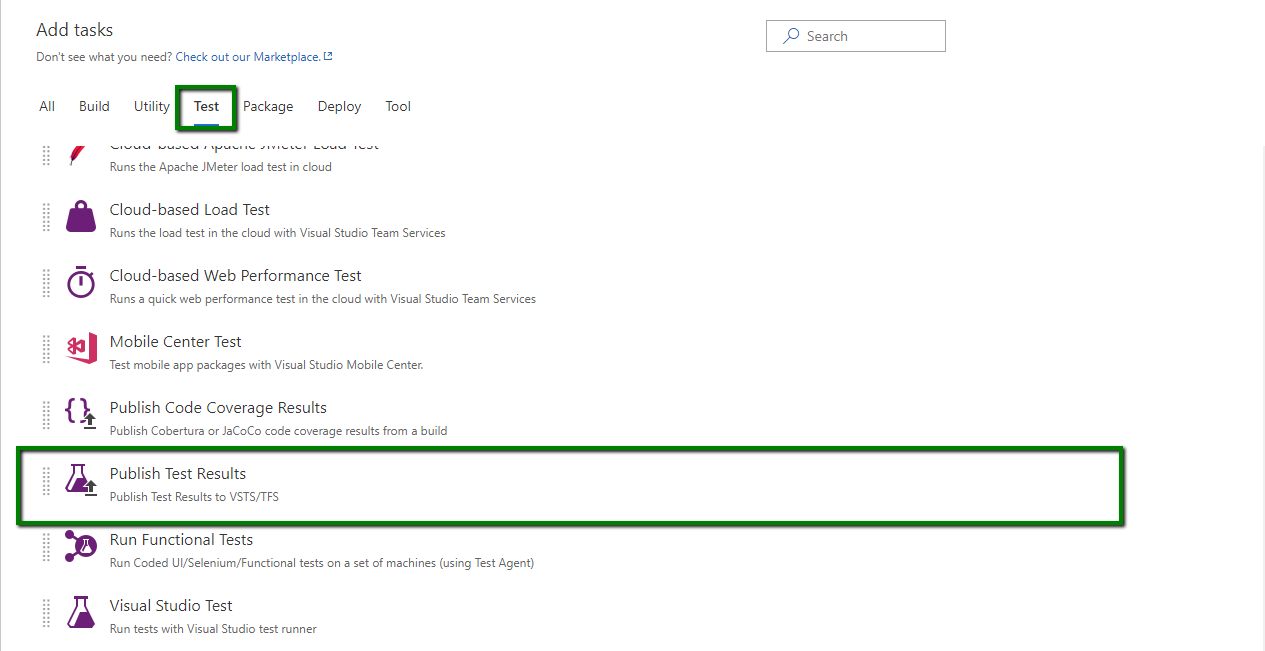 Add tasks
Search
Don't see what you need? Check out our Marketplace.
All Build Utility Test Package Deploy Tool
Cloud-based Apache JMeter Load Test
Runs the Apache JMeter load test in cloud
Cloud-based Load Test
Runs the load test in the cloud with Visual Studio Team Services
Cloud-based Web Performance Test
Runs a quick web performance test in the cloud with Visual Studio Team Services
Mobile Center Test
Test mobile app packages with Visual Studio Mobile Center.
Publish Code Coverage Results
Publish Cobertura or JaCoCo code coverage results from a build
Publish Test Results
Publish Test Results to VSTS/TFS
Run Functional Tests
Run Coded UI/Selenium/Functional tests on a set of machines (using Test Agent)
Visual Studio Test
Run tests with Visual Studio test runner